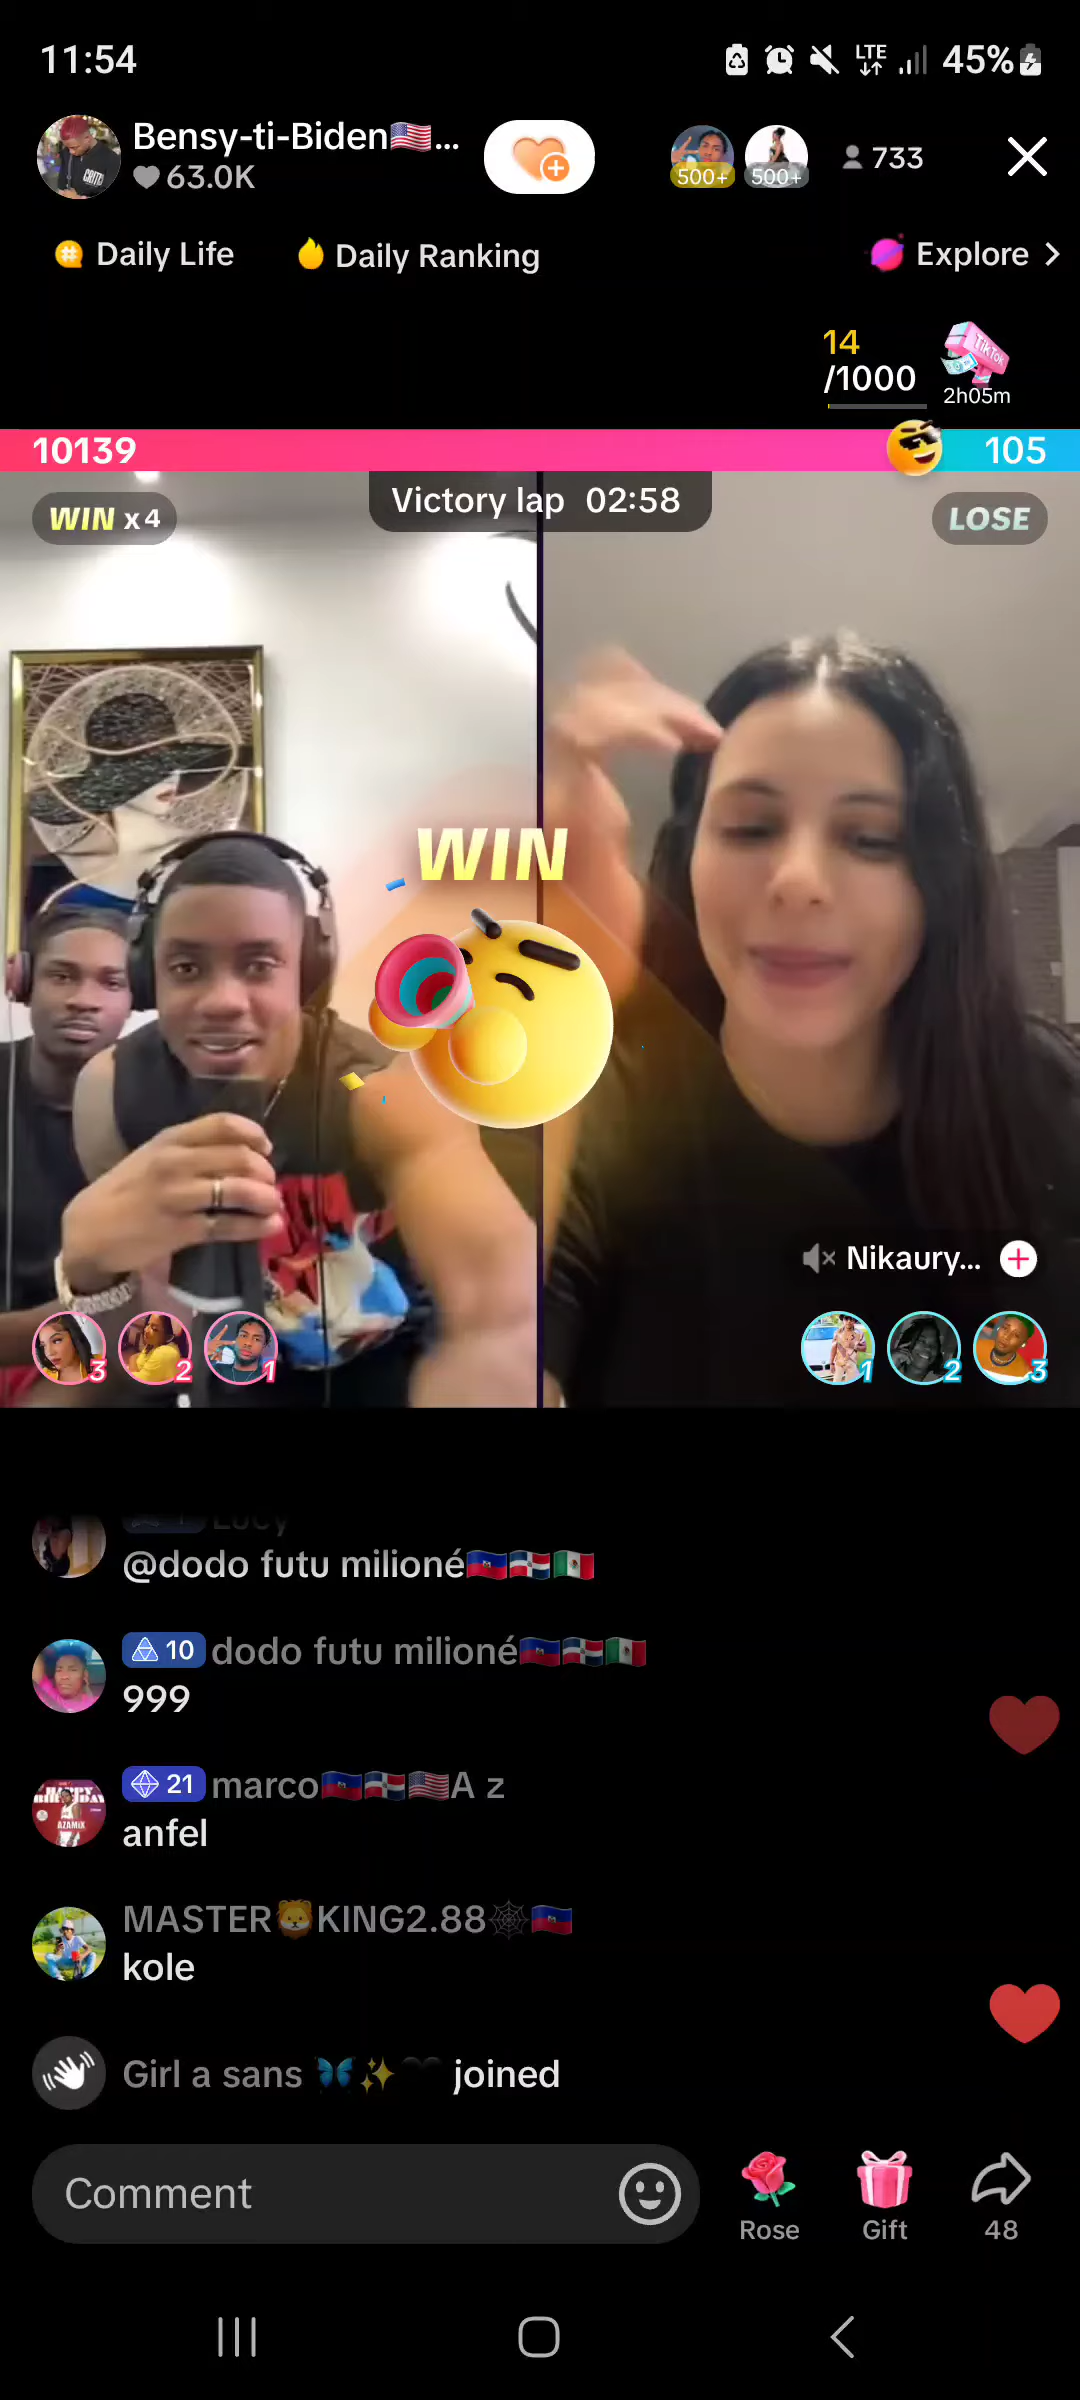 11:54
LTE
45%
Bensy-ti-Biden🇺🇸...
63.0K
500+
500+
733
Daily Life
Daily Ranking
Explore
14
/1000
TikTok
2h05m
10139
105
Victory lap 02:58
WIN x4
LOSE
WIN
Nikaury...
3
2
1
1
2
3
Lucy
@dodo futu milioné🇭🇹🇩🇴🇲🇽
10 dodo futu milioné🇭🇹🇩🇴🇲🇽
999
21 marco🇭🇹🇩🇴🇺🇸A z
anfel
MASTER🦁KING2.88🕸️🇭🇹
kole
Girl a sans 🦋✨🖤 joined
Comment
Rose
Gift
48